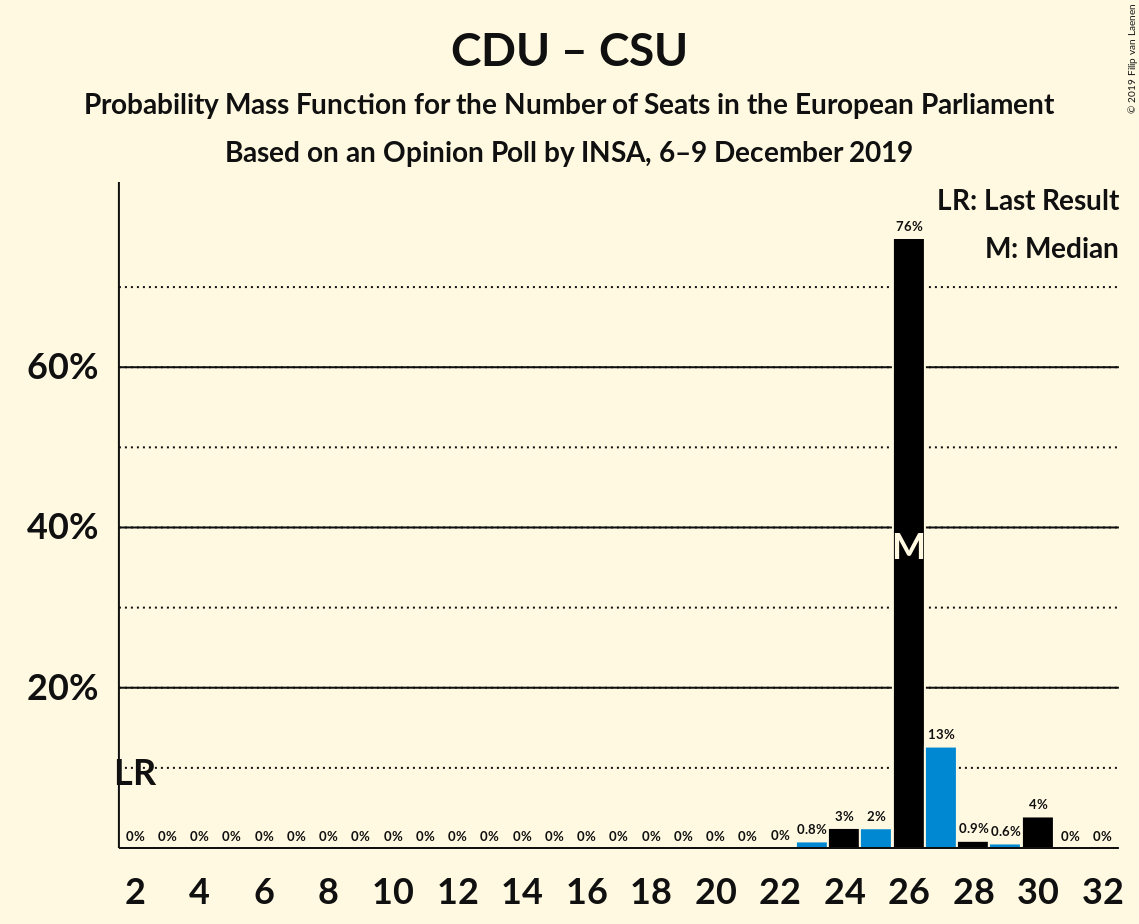 CDU – CSU
Probability Mass Function for the Number of Seats in the European Parliament
Based on an Opinion Poll by INSA, 6–9 December 2019
© 2019 Filip van Laenen
LR: Last Result
M: Median
60%
40%
20%
LR
M
0% 0% 0% 0% 0% 0% 0% 0% 0% 0% 0% 0% 0% 0% 0% 0% 0% 0% 0% 0% 0% 0.8% 3% 2% 76% 13% 0.9% 0.6% 4% 0% 0%
2 4 6 8 10 12 14 16 18 20 22 24 26 28 30 32